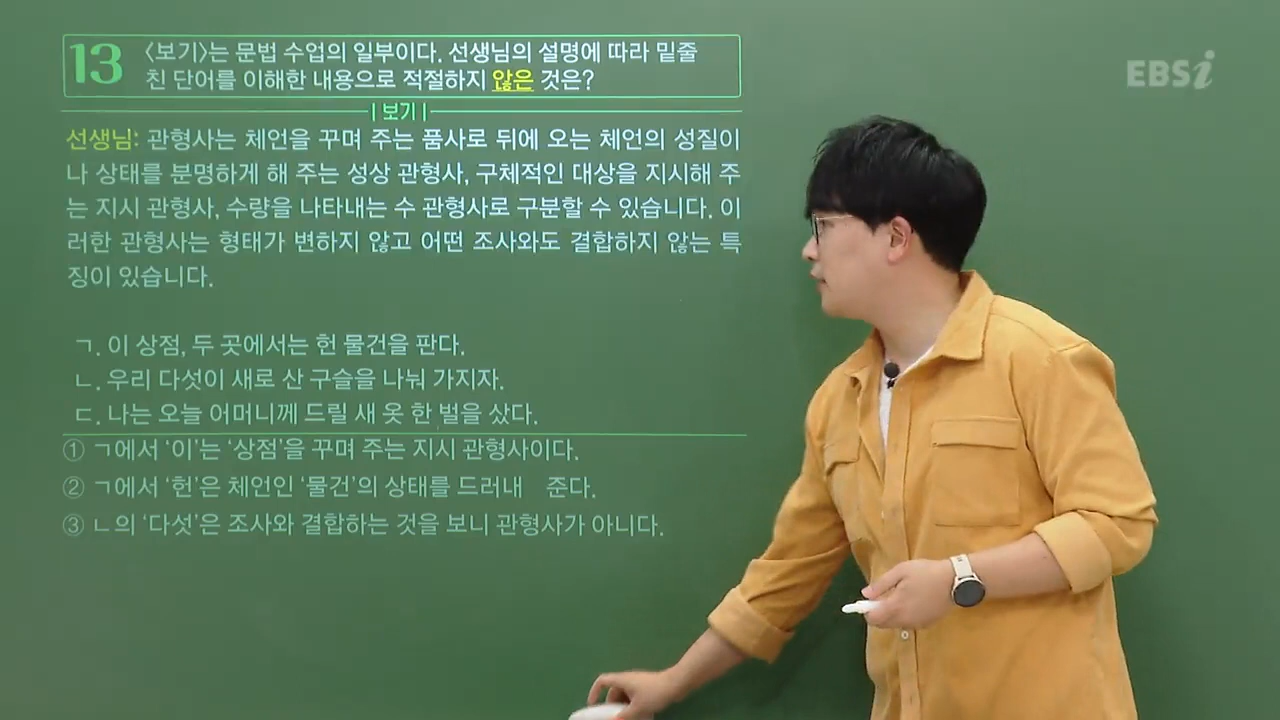 13 〈보기〉는 문법 수업의 일부이다. 선생님의 설명에 따라 밑줄
친 단어를 이해한 내용으로 적절하지 않은 것은?
EBSi
보기
선생님: 관형사는 체언을 꾸며 주는 품사로 뒤에 오는 체언의 성질이
나 상태를 분명하게 해 주는 성상 관형사, 구체적인 대상을 지시해 주
는 지시 관형사, 수량을 나타내는 수 관형사로 구분할 수 있습니다. 이
러한 관형사는 형태가 변하지 않고 어떤 조사와도 결합하지 않는 특
징이 있습니다.
ㄱ. 이 상점, 두 곳에서는 헌 물건을 판다.
ㄴ. 우리 다섯이 새로 산 구슬을 나눠 가지자.
ㄷ. 나는 오늘 어머니께 드릴 새 옷 한 벌을 샀다.
① ㄱ에서 ‘이’는 ‘상점’을 꾸며 주는 지시 관형사이다.
② ㄱ에서 ‘헌’은 체언인 ‘물건’의 상태를 드러내 준다.
③ ㄴ의 ‘다섯’은 조사와 결합하는 것을 보니 관형사가 아니다.